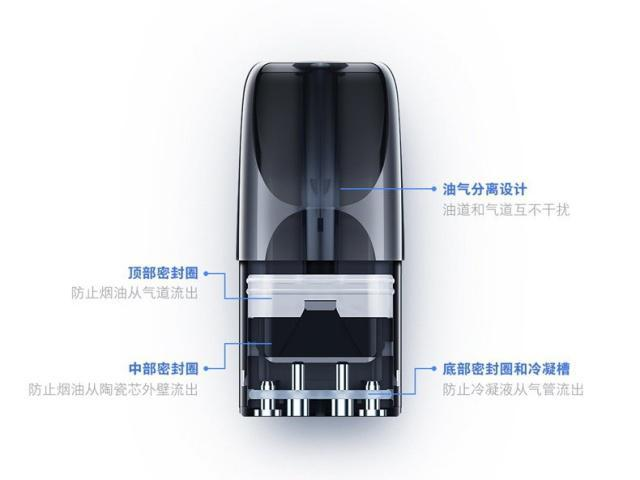 油气分离设计
油道和气道互不干扰
顶部密封圈
防止烟油从气道流出
中部密封圈
防止烟油从陶瓷芯外壁流出
底部密封圈和冷凝槽
防止冷凝液从气管流出